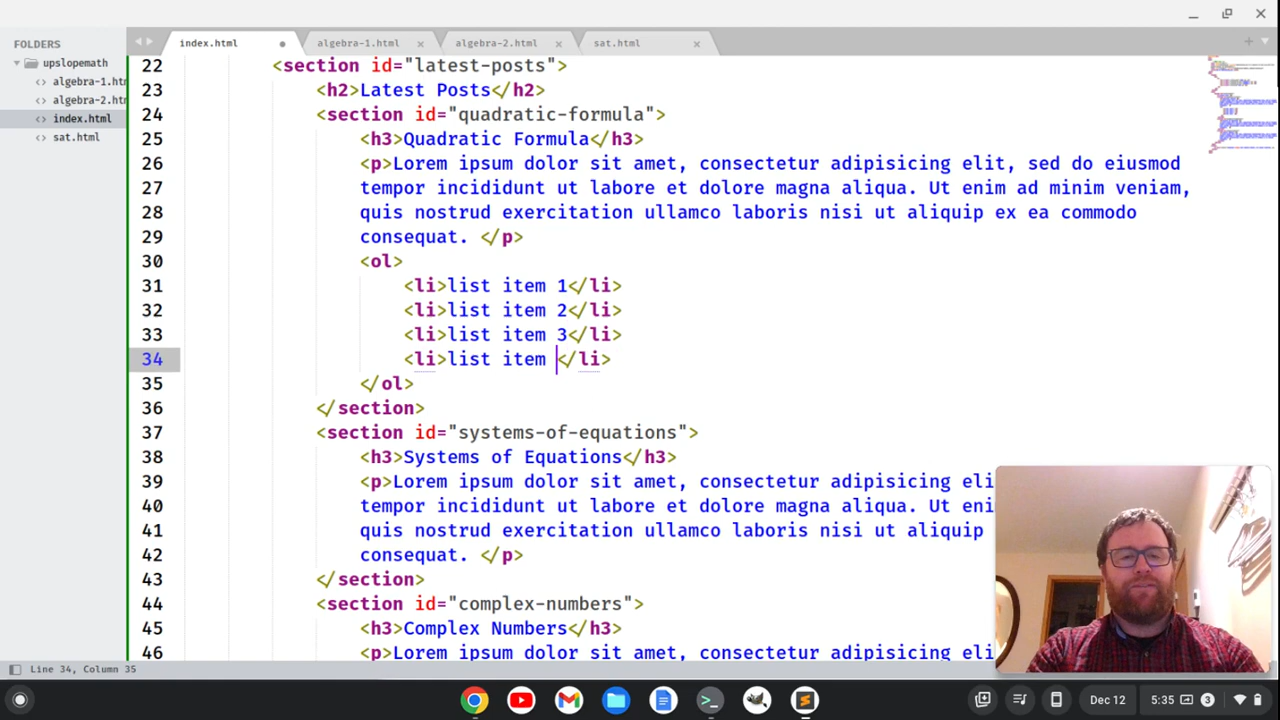 FOLDERS
upslopemath
algebra-1.htm
algebra-2.htm
index.html
sat.html
index.html
algebra-1.html
algebra-2.html
sat.html
22 <section id="latest-posts">
23 <h2>Latest Posts</h2>
24 <section id="quadratic-formula">
25 <h3>Quadratic Formula</h3>
26 <p>Lorem ipsum dolor sit amet, consectetur adipisicing elit, sed do eiusmod
27 tempor incididunt ut labore et dolore magna aliqua. Ut enim ad minim veniam,
28 quis nostrud exercitation ullamco laboris nisi ut aliquip ex ea commodo
29 consequat. </p>
30 <ol>
31 <li>list item 1</li>
32 <li>list item 2</li>
33 <li>list item 3</li>
34 <li>list item </li>
35 </ol>
36 </section>
37 <section id="systems-of-equations">
38 <h3>Systems of Equations</h3>
39 <p>Lorem ipsum dolor sit amet, consectetur adipisicing eli
40 tempor incididunt ut labore et dolore magna aliqua. Ut eni
41 quis nostrud exercitation ullamco laboris nisi ut aliquip
42 consequat. </p>
43 </section>
44 <section id="complex-numbers">
45 <h3>Complex Numbers</h3>
46 <p>Lorem ipsum dolor sit amet, consectetur adipisicing eli
Line 34, Column 35
Dec 12
5:35
3